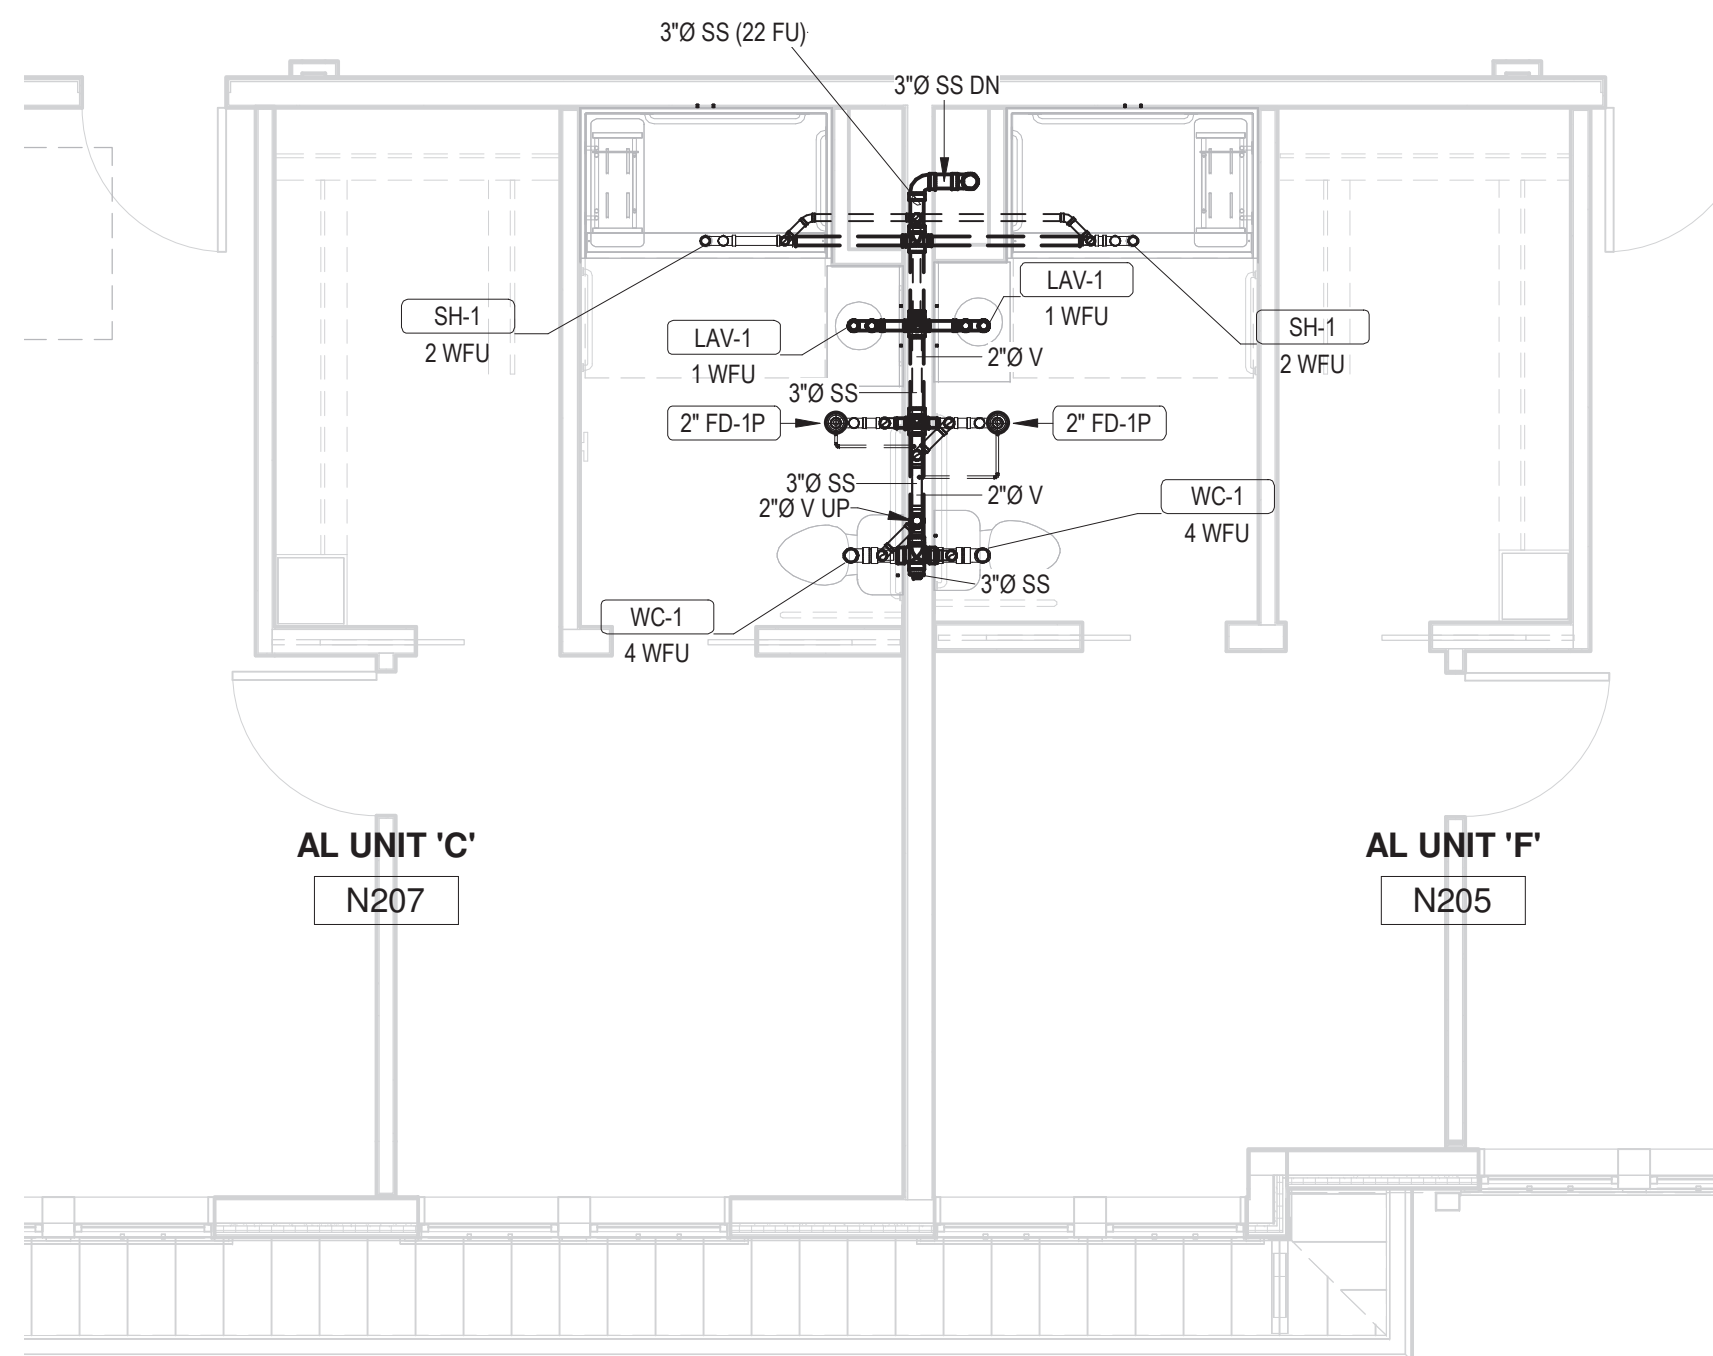 3"Ø SS (22 FU)
3"Ø SS DN
LAV-1
1 WFU
SH-1
2 WFU
SH-1
2 WFU
LAV-1
1 WFU
2"Ø V
3"Ø SS
2" FD-1P
2" FD-1P
3"Ø SS
2"Ø V
2"Ø V UP
WC-1
4 WFU
3"Ø SS
WC-1
4 WFU
AL UNIT 'C'
N207
AL UNIT 'F'
N205